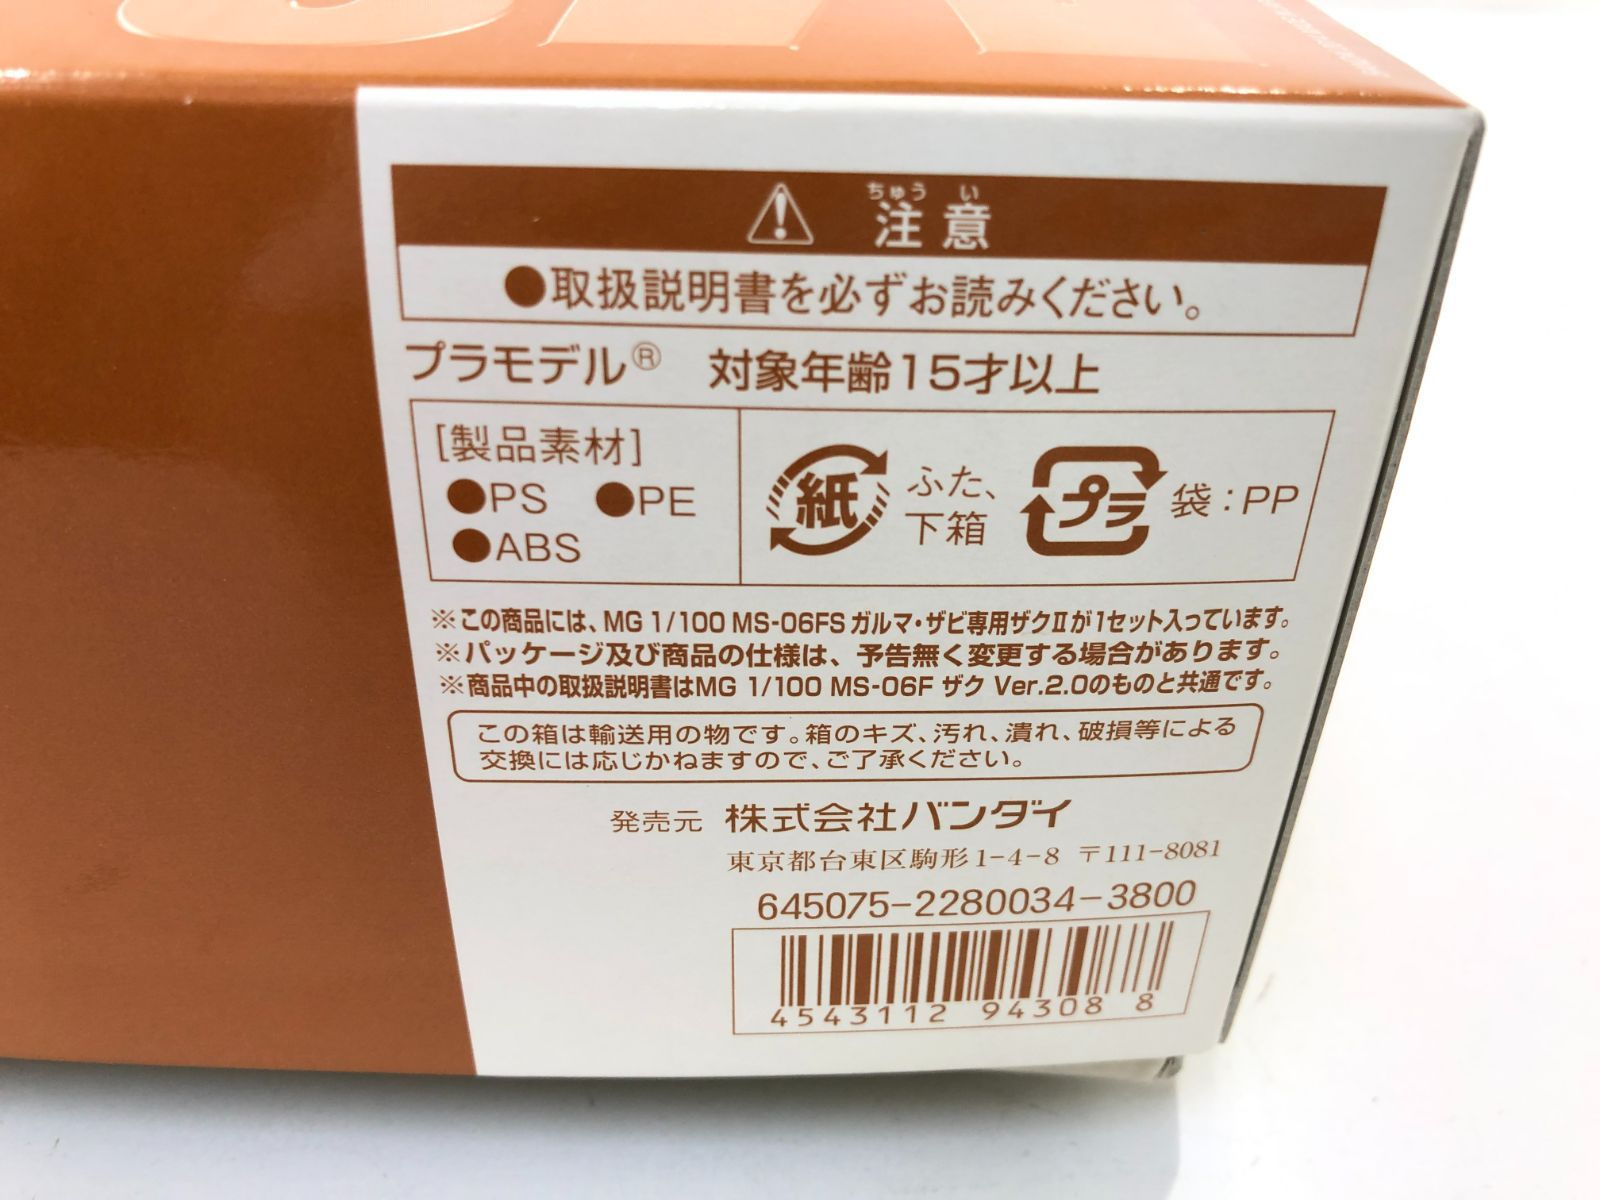 ちゅう い
注意
●取扱説明書を必ずお読みください。
プラモデル® 対象年齢15才以上
[製品素材]
●PS ●PE
●ABS
紙 ふた、
下箱
プラ 袋：PP
※この商品には、MG 1/100 MS-06FS ガルマ・ザビ専用ザクⅡが1セット入っています。
※パッケージ及び商品の仕様は、予告無く変更する場合があります。
※商品中の取扱説明書はMG 1/100 MS-06F ザク Ver.2.0のものと共通です。
この箱は輸送用の物です。箱のキズ、汚れ、潰れ、破損等による
交換には応じかねますので、ご了承ください。
発売元 株式会社バンダイ
東京都台東区駒形1-4-8 〒111-8081
645075-2280034-3800
4543112 94308 8